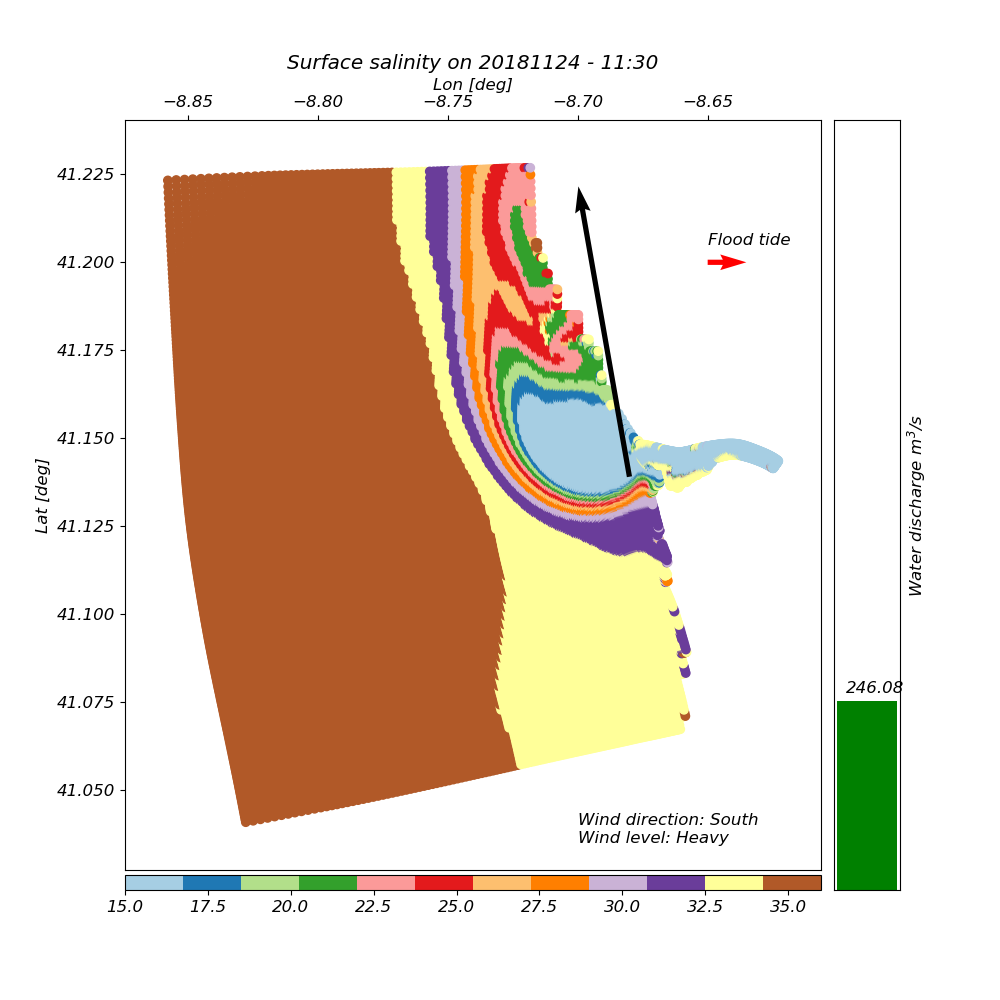 Surface salinity on 20181124 - 11:30
Lon [deg]
−8.85 −8.80 −8.75 −8.70 −8.65
41.225
41.200
41.175
41.150
41.125
41.100
41.075
41.050
Lat [deg]
Flood tide
Wind direction: South
Wind level: Heavy
15.0 17.5 20.0 22.5 25.0 27.5 30.0 32.5 35.0
246.08
Water discharge m³/s